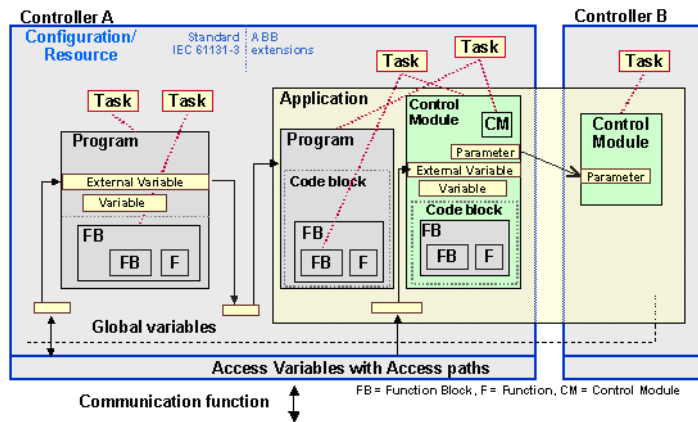 Controller A
Controller B
Configuration/
Resource
Standard
IEC 61131-3
ABB
extensions
Task
Task
Task
Task
Task
Application
Program
Program
Control
Module
CM
Control
Module
Parameter
External Variable
External Variable
Parameter
Variable
Variable
Code block
Code block
FB
FB
FB
FB
F
FB
F
FB
F
Global variables
Access Variables with Access paths
Communication function
FB = Function Block, F = Function, CM = Control Module